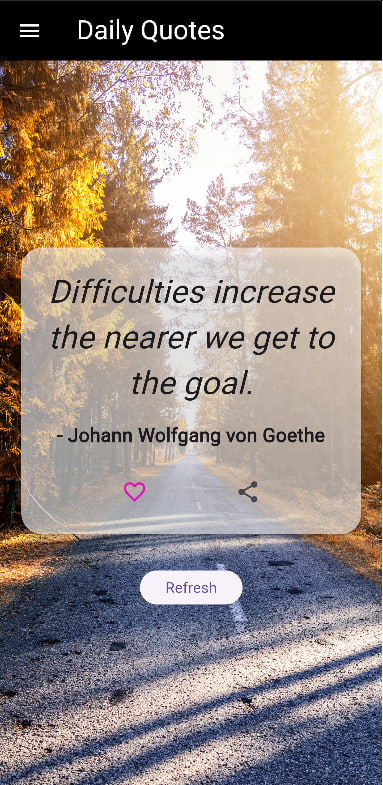 Daily Quotes
Difficulties increase
the nearer we get to
the goal.
- Johann Wolfgang von Goethe
Refresh